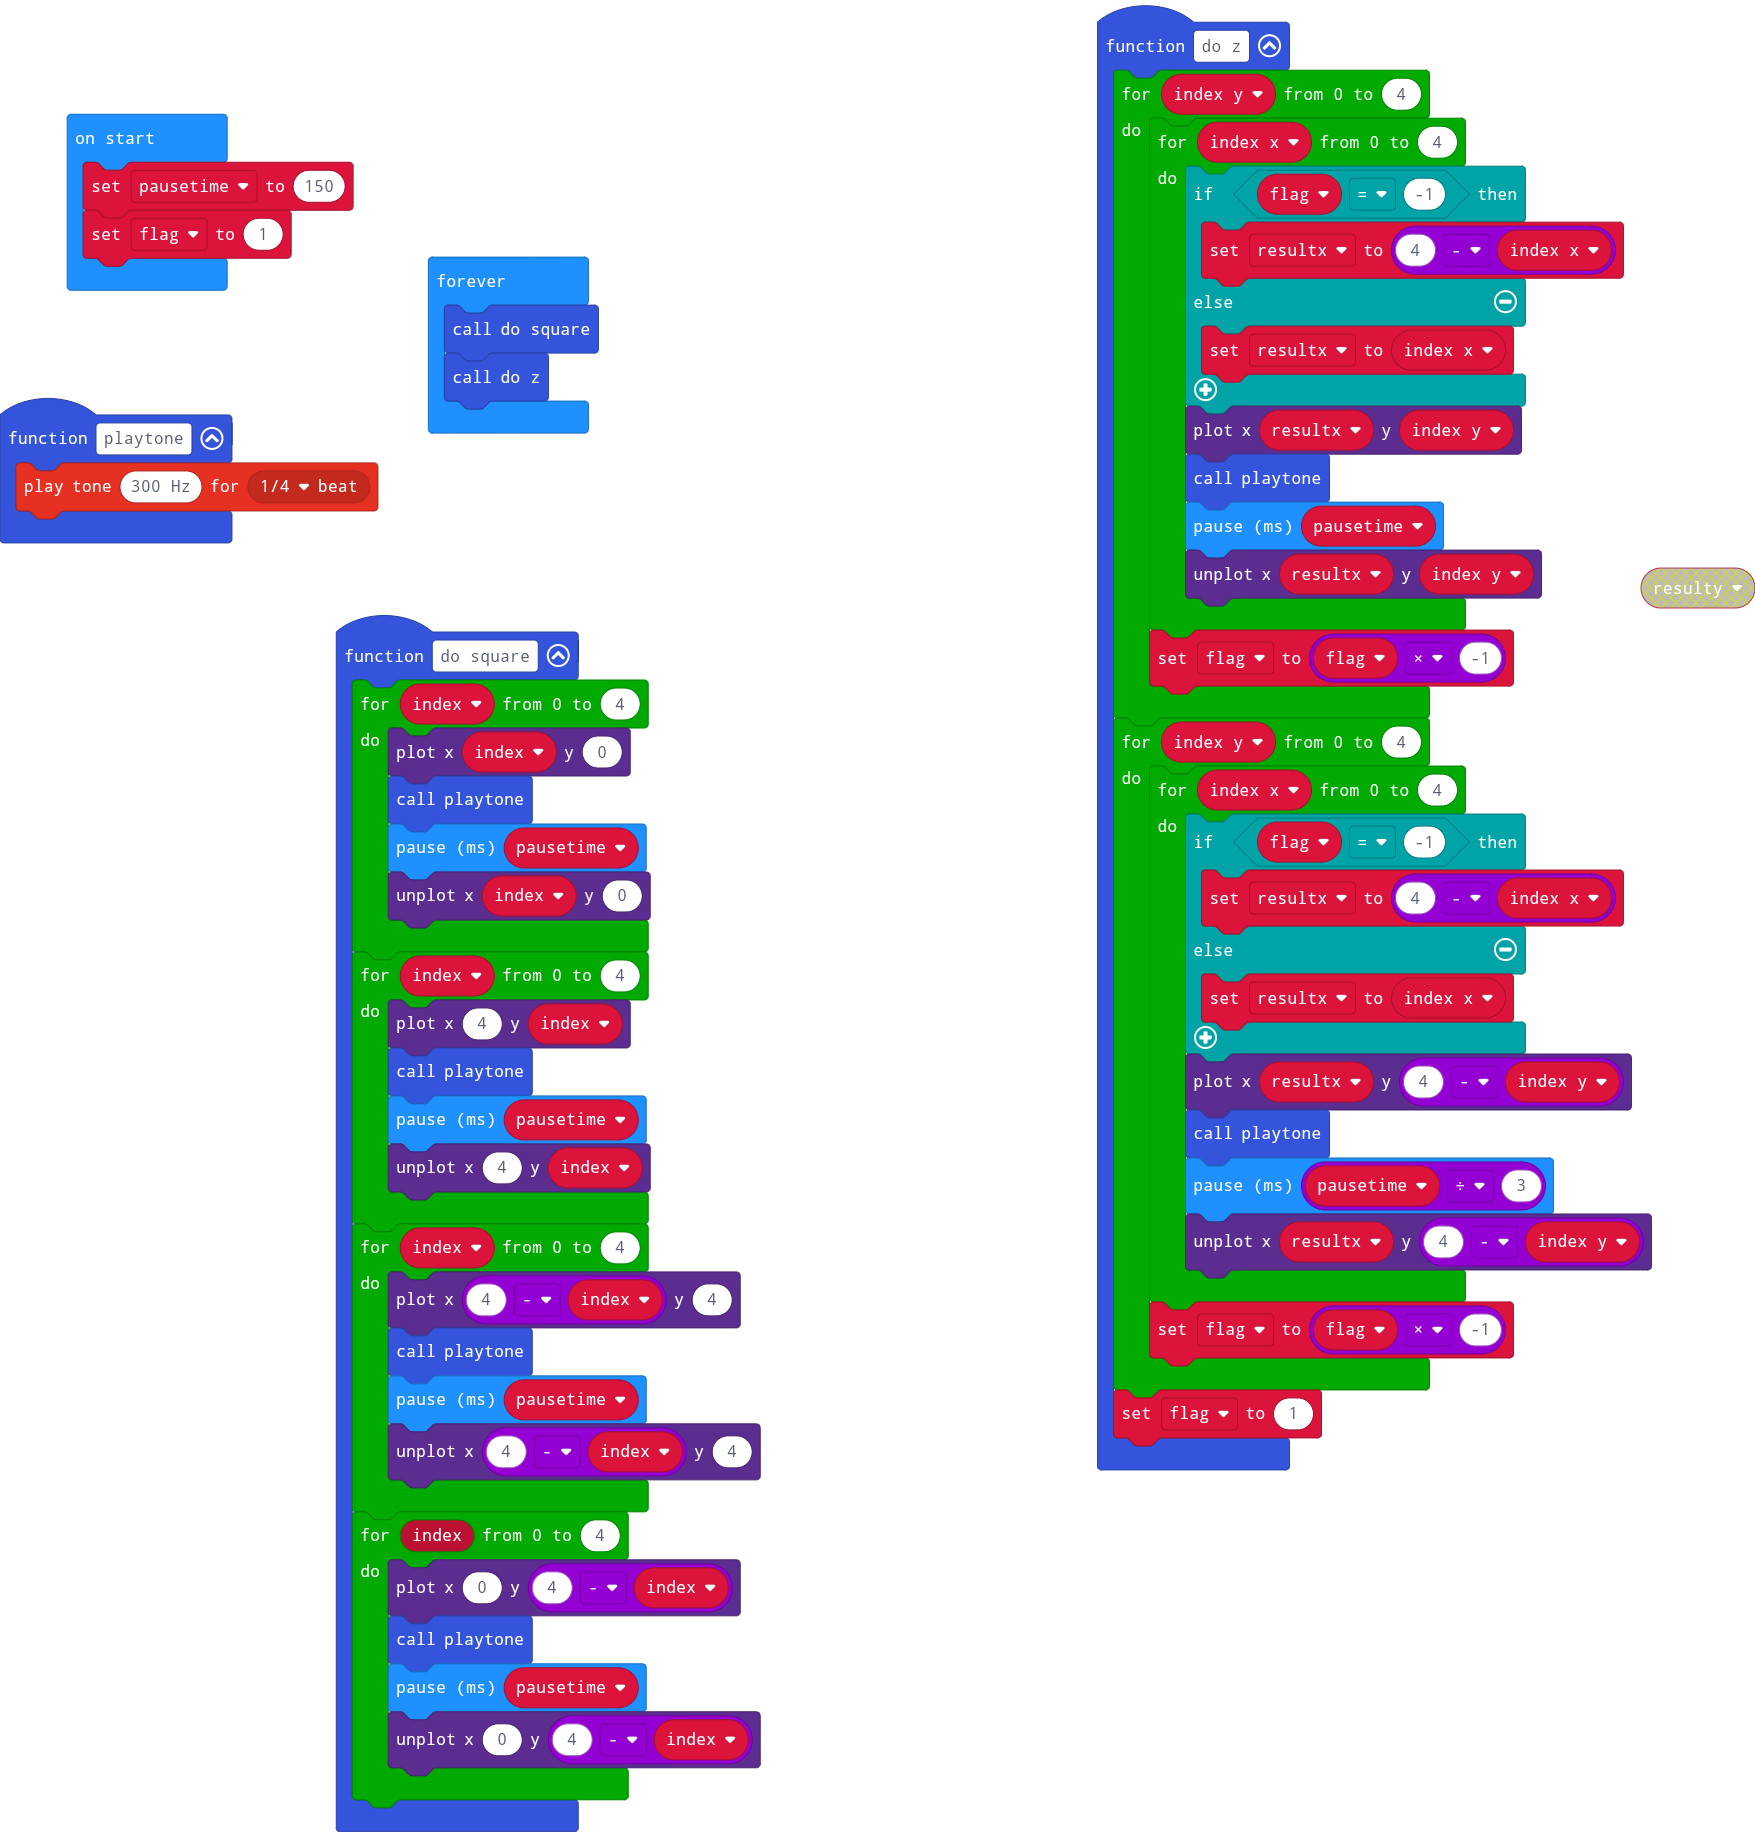 on start
set pausetime to 150
set flag to 1
forever
call do square
call do z
function playtone
play tone 300 Hz for 1/4 beat
function do square
for index from 0 to 4
do
plot x index y 0
call playtone
pause (ms) pausetime
unplot x index y 0
for index from 0 to 4
do
plot x 4 y index
call playtone
pause (ms) pausetime
unplot x 4 y index
for index from 0 to 4
do
plot x 4 - index y 4
call playtone
pause (ms) pausetime
unplot x 4 - index y 4
for index from 0 to 4
do
plot x 0 y 4 - index
call playtone
pause (ms) pausetime
unplot x 0 y 4 - index
function do z
for index y from 0 to 4
do
for index x from 0 to 4
do
if flag = -1 then
set resultx to 4 - index x
else
set resultx to index x
plot x resultx y index y
call playtone
pause (ms) pausetime
unplot x resultx y index y
set flag to flag × -1
for index y from 0 to 4
do
for index x from 0 to 4
do
if flag = -1 then
set resultx to 4 - index x
else
set resultx to index x
plot x resultx y 4 - index y
call playtone
pause (ms) pausetime ÷ 3
unplot x resultx y 4 - index y
set flag to flag × -1
set flag to 1
resulty